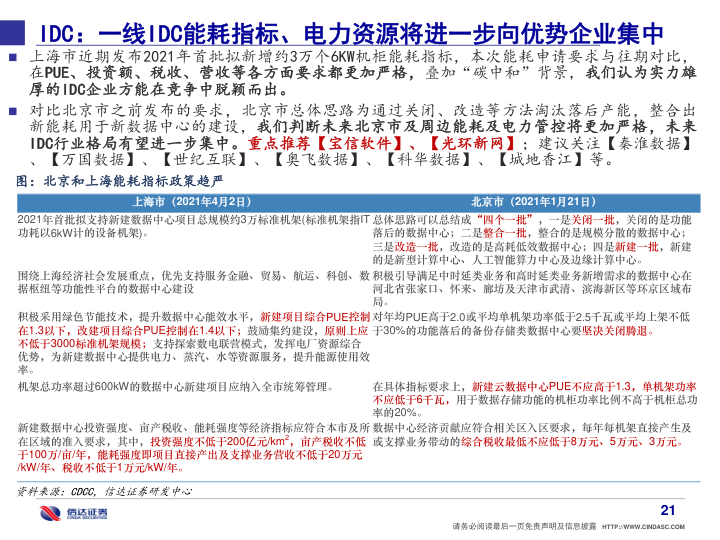 IDC：一线IDC能耗指标、电力资源将进一步向优势企业集中
■ 上海市近期发布2021年首批拟新增约3万个6KW机柜能耗指标，本次能耗申请要求与往期对比，
在PUE、投资额、税收、营收等各方面要求都更加严格，叠加“碳中和”背景，我们认为实力雄
厚的IDC企业方能在竞争中脱颖而出。
■ 对比北京市之前发布的要求，北京市总体思路为通过关闭、改造等方法淘汰落后产能，整合出
新能耗用于新数据中心的建设，我们判断未来北京市及周边能耗及电力管控将更加严格，未来
IDC行业格局有望进一步集中。重点推荐【宝信软件】、【光环新网】；建议关注【秦淮数据】
、【万国数据】、【世纪互联】、【奥飞数据】、【科华数据】、【城地香江】等。
图：北京和上海能耗指标政策趋严
上海市（2021年4月2日）
北京市（2021年1月21日）
2021年首批拟支持新建数据中心项目总规模约3万标准机架(标准机架指IT
功耗以6kW计的设备机架)。
总体思路可以总结成“四个一批”，一是关闭一批，关闭的是功能
落后的数据中心；二是整合一批，整合的是规模分散的数据中心；
三是改造一批，改造的是高耗低效数据中心；四是新建一批，新建
的是新型计算中心、人工智能算力中心及边缘计算中心。
围绕上海经济社会发展重点，优先支持服务金融、贸易、航运、科创、数
据枢纽等功能性平台的数据中心建设
积极引导满足中时延类业务和高时延类业务新增需求的数据中心在
河北省张家口、怀来、廊坊及天津市武清、滨海新区等环京区域布
局。
积极采用绿色节能技术，提升数据中心能效水平，新建项目综合PUE控制
在1.3以下，改建项目综合PUE控制在1.4以下；鼓励集约建设，原则上应
不低于3000标准机架规模；支持探索数电联营模式，发挥电厂资源综合
优势，为新建数据中心提供电力、蒸汽、水等资源服务，提升能源使用效
率。
对年均PUE高于2.0或平均单机架功率低于2.5千瓦或平均上架不低
于30%的功能落后的备份存储类数据中心要坚决关闭腾退。
机架总功率超过600kW的数据中心新建项目应纳入全市统筹管理。
在具体指标要求上，新建云数据中心PUE不应高于1.3，单机架功率
不应低于6千瓦，用于数据存储功能的机柜功率比例不高于机柜总功
率的20%。
新建数据中心投资强度、亩产税收、能耗强度等经济指标应符合本市及所
在区域的准入要求，其中，投资强度不低于200亿元/km2，亩产税收不低
于100万/亩/年，能耗强度即项目直接产出及支撑业务营收不低于20万元
/kW/年、税收不低于1万元/kW/年。
数据中心经济贡献应符合相关区入区要求，每年每机架直接产生及
或支撑业务带动的综合税收最低不应低于8万元、5万元、3万元。
资料来源：CDCC，信达证券研发中心
信达证券
CINDA SECURITIES
21
请务必阅读最后一页免责声明及信息披露 HTTP://WWW.CINDASC.COM